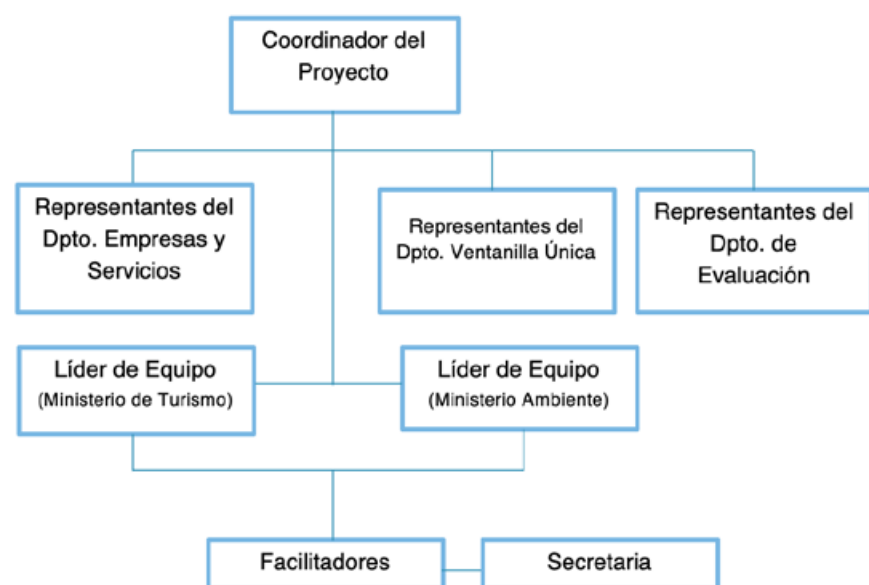 Coordinador del
Proyecto
Representantes del
Dpto. Empresas y
Servicios
Representantes del
Dpto. Ventanilla Única
Representantes del
Dpto. de
Evaluación
Líder de Equipo
(Ministerio de Turismo)
Líder de Equipo
(Ministerio Ambiente)
Facilitadores
Secretaria